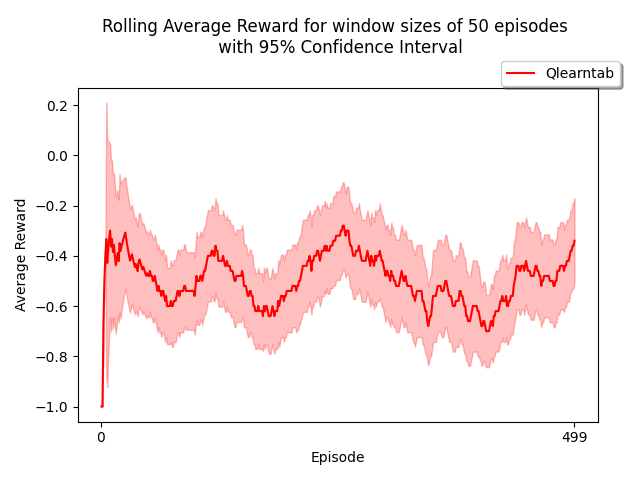 Rolling Average Reward for window sizes of 50 episodes
with 95% Confidence Interval
Qlearntab
0.2
0.0
−0.2
−0.4
−0.6
−0.8
−1.0
Average Reward
0
499
Episode